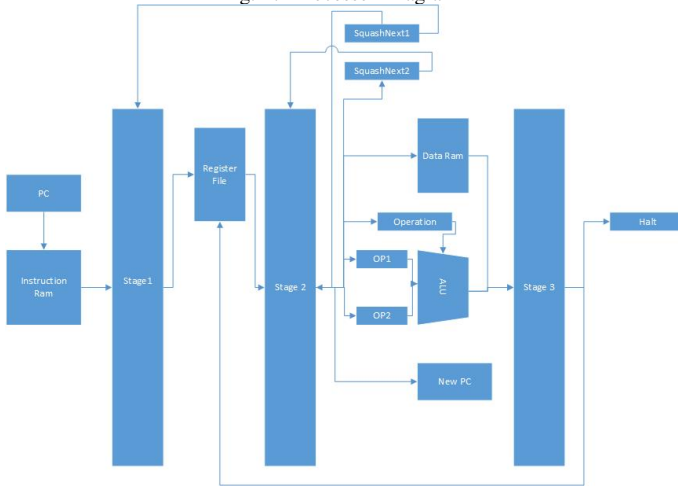 SquashNext1
SquashNext2
Register
File
Data Ram
PC
Operation
Halt
Instruction
Ram
Stage1
Stage 2
OP1
ALU
Stage 3
OP2
New PC